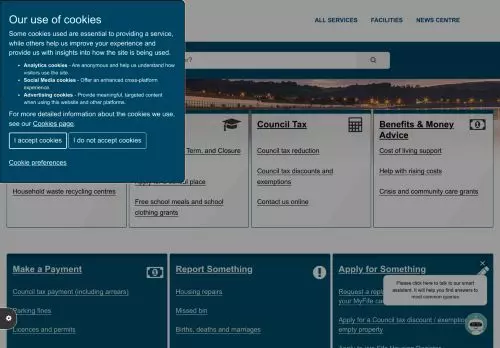 Our use of cookies
Some cookies used are essential to providing a service, while others help us improve your experience and provide us with insights into how the site is being used.
Analytics cookies - Are anonymous and help us understand how visitors use the site.
Social Media cookies - Offer an enhanced cross-platform experience.
Advertising cookies - Provide meaningful, targeted content when using this website and other platforms.
For more detailed information about the cookies we use, see our Cookies page.
I accept cookies
I do not accept cookies
Cookie preferences
ALL SERVICES
FACILITIES
NEWS CENTRE
Household waste recycling centres
Term, and Closure
Free school meals and school clothing grants
Council Tax
Council tax reduction
Council tax discounts and exemptions
Contact us online
Benefits & Money Advice
Cost of living support
Help with rising costs
Crisis and community care grants
Make a Payment
Council tax payment (including arrears)
Parking fines
Licences and permits
Report Something
Housing repairs
Missed bin
Births, deaths and marriages
Apply for Something
Request a
your MyFife
Apply for a Council tax discount /
empty property
Please click here to talk to our smart assistant. It will help you find answers to most common queries